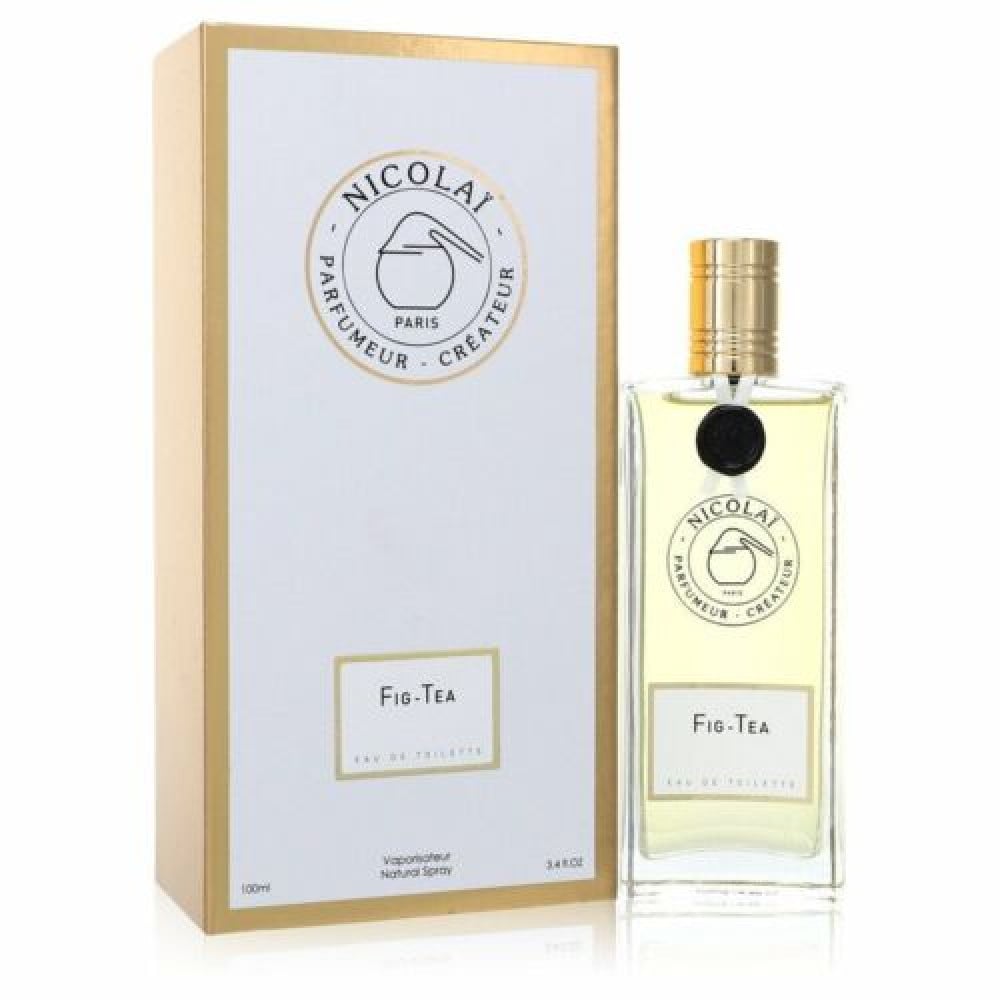 NICOLAÏ
PARIS
PARFUMEUR - CRÉATEUR
FIG-TEA
EAU DE TOILETTE
Vaporisateur
Natural Spray
100ml
3.4 fl.OZ
NICOLAÏ
PARIS
PARFUMEUR - CRÉATEUR
FIG-TEA
EAU DE TOILETTE